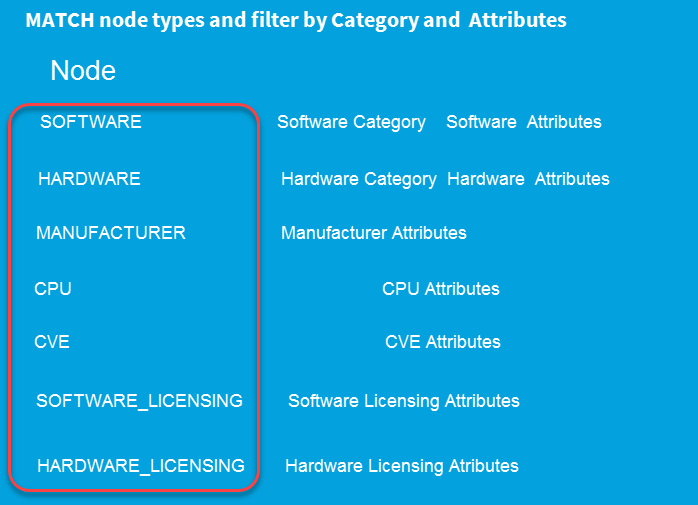 MATCH node types and filter by Category and Attributes
Node
SOFTWARE Software Category Software Attributes
HARDWARE Hardware Category Hardware Attributes
MANUFACTURER Manufacturer Attributes
CPU CPU Attributes
CVE CVE Attributes
SOFTWARE_LICENSING Software Licensing Attributes
HARDWARE_LICENSING Hardware Licensing Atributes